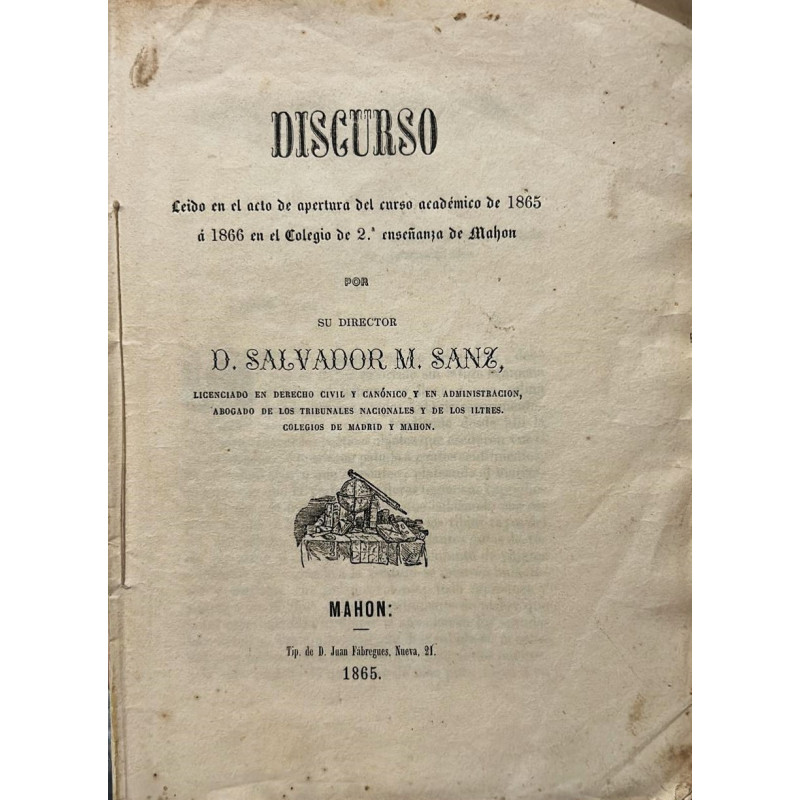 DISCURSO
Leido en el acto de apertura del curso académico de 1865
á 1866 en el Colegio de 2.ª enseñanza de Mahon
POR
SU DIRECTOR
D. SALVADOR M. SANZ,
LICENCIADO EN DERECHO CIVIL Y CANÓNICO Y EN ADMINISTRACION,
ABOGADO DE LOS TRIBUNALES NACIONALES Y DE LOS ILTRES.
COLEGIOS DE MADRID Y MAHON.
MAHON:
Tip. de D. Juan Fábregues, Nueva, 21.
1865.